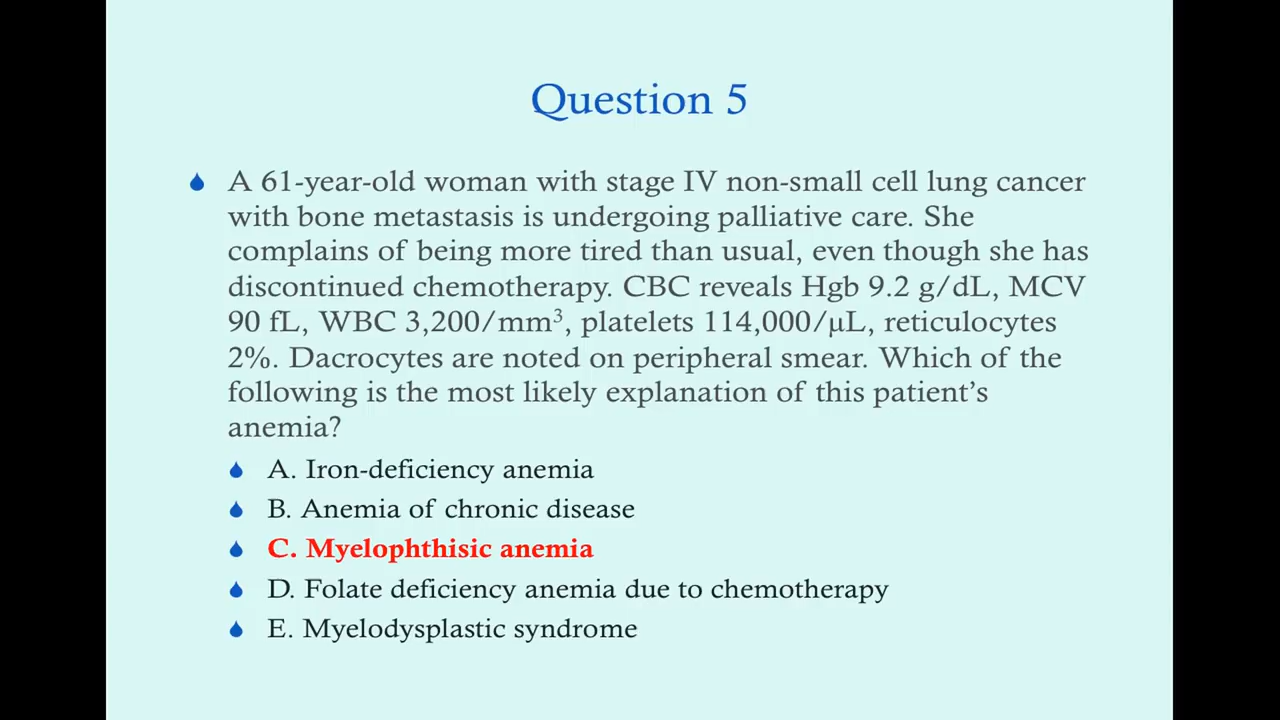 Question 5
A 61-year-old woman with stage IV non-small cell lung cancer
with bone metastasis is undergoing palliative care. She
complains of being more tired than usual, even though she has
discontinued chemotherapy. CBC reveals Hgb 9.2 g/dL, MCV
90 fL, WBC 3,200/mm³, platelets 114,000/µL, reticulocytes
2%. Dacrocytes are noted on peripheral smear. Which of the
following is the most likely explanation of this patient’s
anemia?
A. Iron-deficiency anemia
B. Anemia of chronic disease
C. Myelophthisic anemia
D. Folate deficiency anemia due to chemotherapy
E. Myelodysplastic syndrome